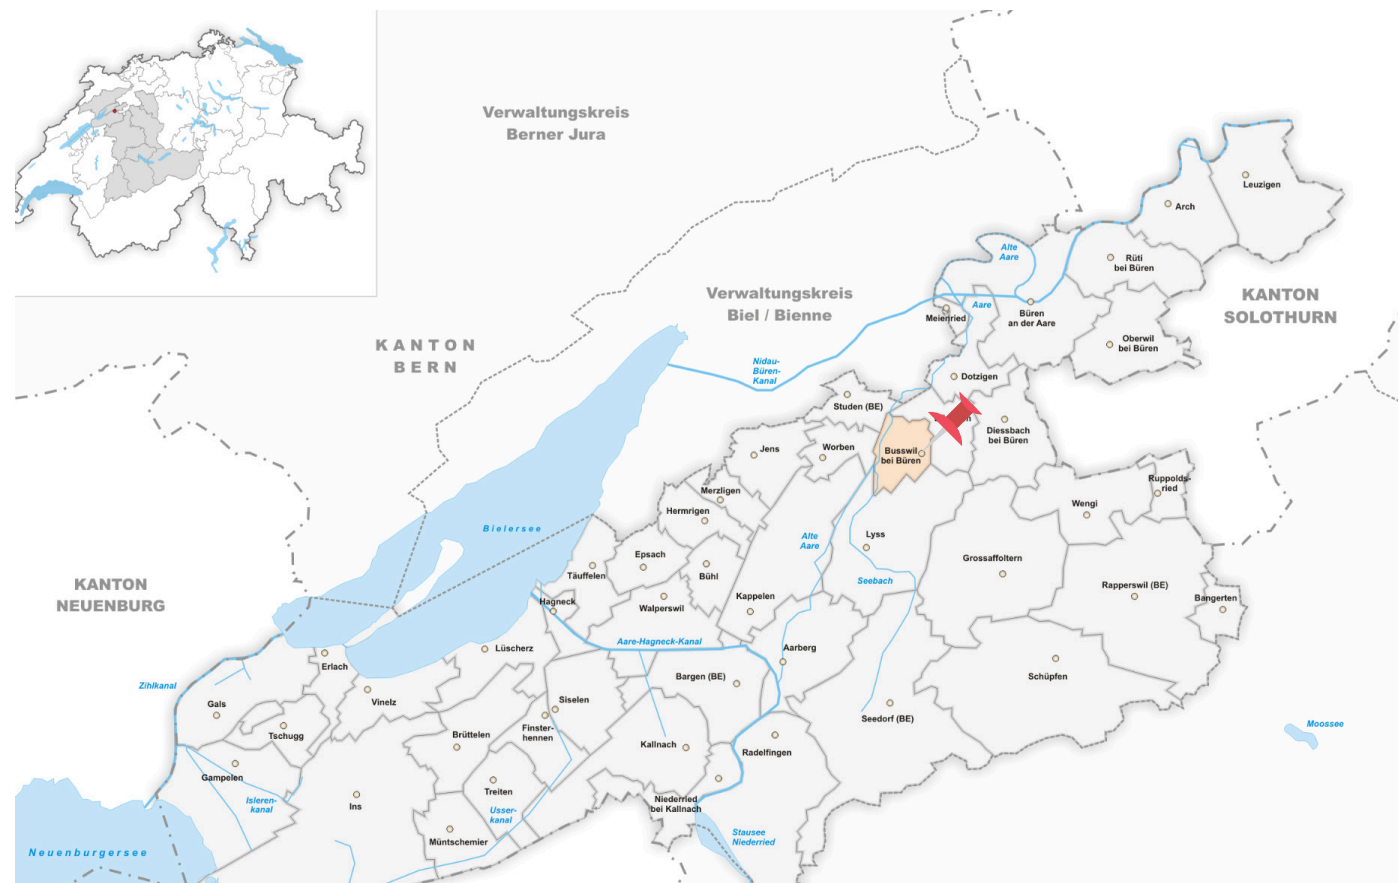 Verwaltungskreis
Berner Jura
Leuzigen
Arch
Alte
Aare
Rüti
bei Büren
Verwaltungskreis
Biel / Bienne
KANTON
SOLOTHURN
Aare
Meienried
Büren
an der Aare
KANTON
BERN
Oberwil
bei Büren
Nidau-
Büren-
Kanal
Dotzigen
Studen (BE)
Diessbach
bei Büren
Jens
Worben
Busswil
bei Büren
Merzligen
Hermrigen
Ruppolds-
ried
Wengi
Bielersee
Alte
Aare
Lyss
Epsach
Täuffelen
Bühl
Grossaffoltern
Seebach
Rapperswil (BE)
KANTON
NEUENBURG
Hagneck
Walperswil
Kappelen
Bangerten
Aare-Hagneck-Kanal
Lüscherz
Aarberg
Erlach
Zihlkanal
Bargen (BE)
Schüpfen
Gals
Vinelz
Siselen
Seedorf (BE)
Tschugg
Brüttelen
Finster-
hennen
Kallnach
Radelfingen
Moossee
Gampelen
Treiten
Isleren-
kanal
Ins
Usser-
kanal
Niederried
bei Kallnach
Müntschemier
Stausee
Niederried
Neuenburgersee